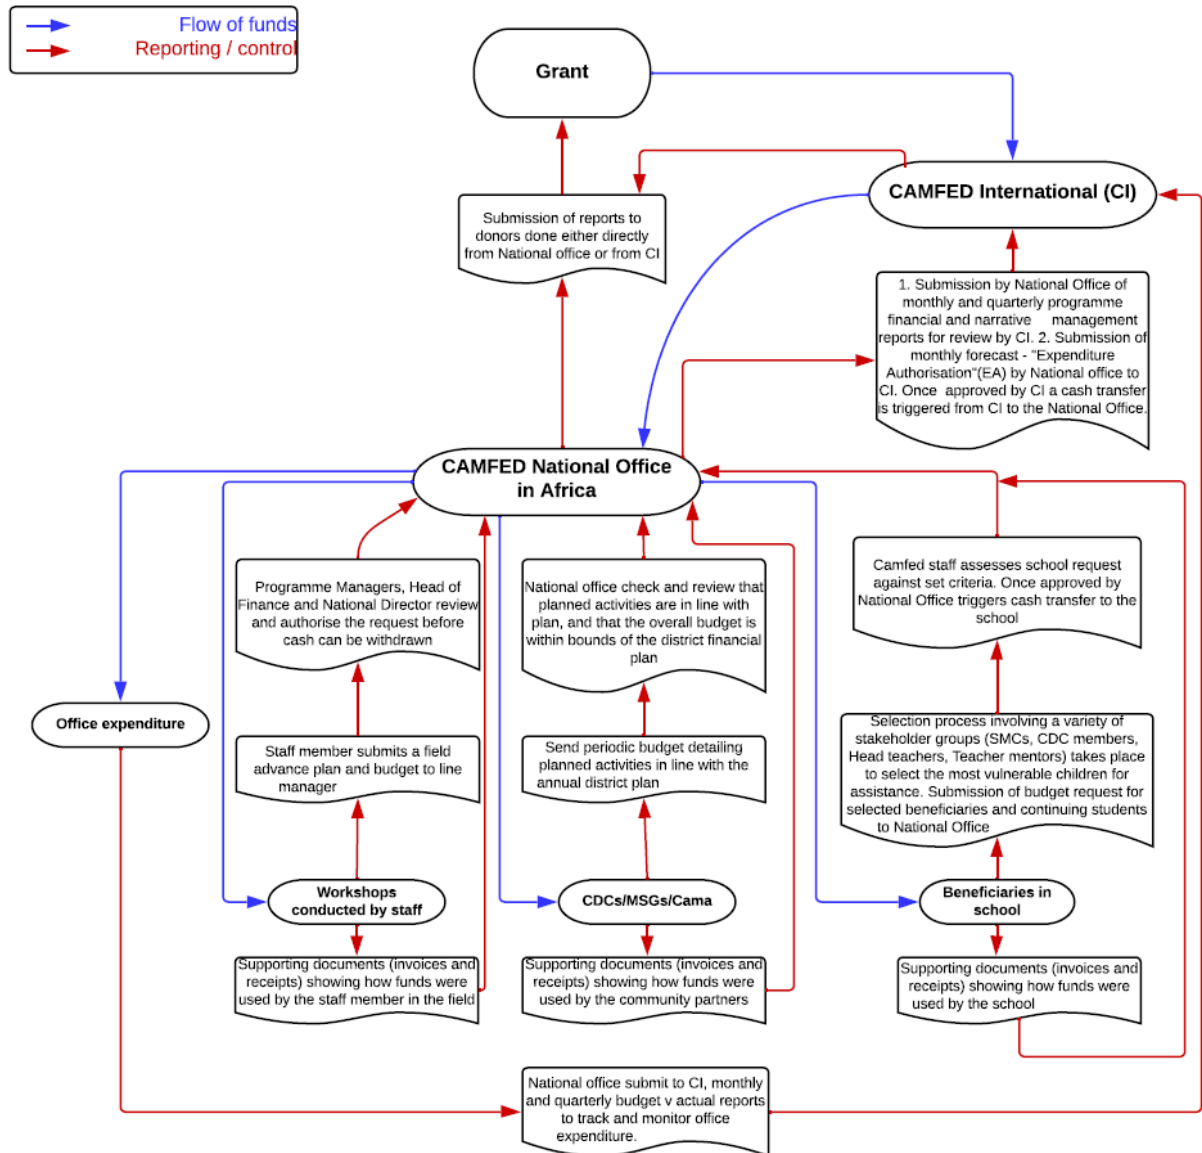 Flow of funds
Reporting / control
Grant
CAMFED International (CI)
Submission of reports to
donors done either directly
from National office or from CI
1. Submission by National Office of
monthly and quarterly programme
financial and narrative management
reports for review by CI. 2. Submission of
monthly forecast - "Expenditure
Authorisation"(EA) by National office to
CI. Once approved by CI a cash transfer
is triggered from CI to the National Office.
CAMFED National Office
in Africa
Programme Managers, Head of
Finance and National Director review
and authorise the request before
cash can be withdrawn
National office check and review that
planned activities are in line with
plan, and that the overall budget is
within bounds of the district financial
plan
Camfed staff assesses school request
against set criteria. Once approved by
National Office triggers cash transfer to the
school
Office expenditure
Staff member submits a field
advance plan and budget to line
manager
Send periodic budget detailing
planned activities in line with the
annual district plan
Selection process involving a variety of
stakeholder groups (SMCs, CDC members,
Head teachers, Teacher mentors) takes place
to select the most vulnerable children for
assistance. Submission of budget request for
selected beneficiaries and continuing students
to National Office
Workshops
conducted by staff
CDCs/MSGs/Cama
Beneficiaries in
school
Supporting documents (invoices and
receipts) showing how funds were
used by the staff member in the field
Supporting documents (invoices and
receipts) showing how funds were
used by the community partners
Supporting documents (invoices and
receipts) showing how funds were
used by the school
National office submit to CI, monthly
and quarterly budget v actual reports
to track and monitor office
expenditure.